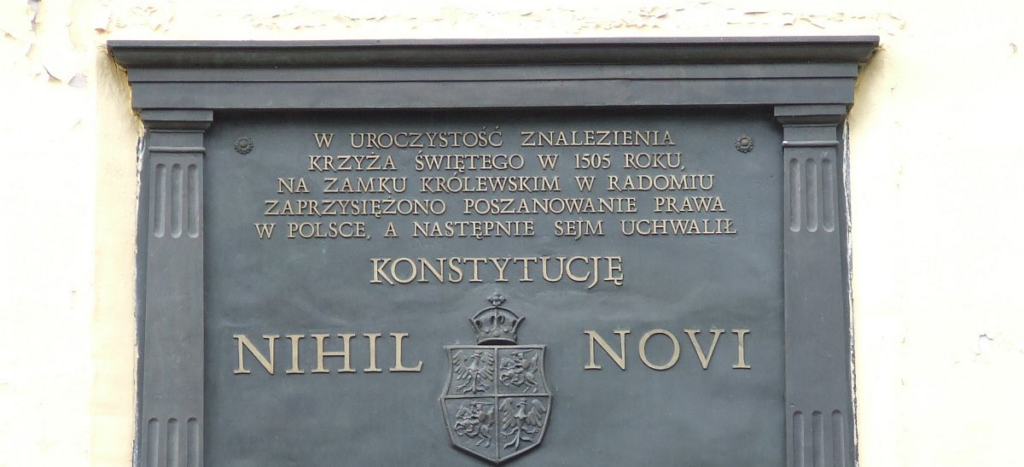 W UROCZYSTOŚĆ ZNALEZIENIA
KRZYŻA ŚWIĘTEGO W 1505 ROKU,
NA ZAMKU KRÓLEWSKIM W RADOMIU
ZAPRZYSIĘŻONO POSZANOWANIE PRAWA
W POLSCE, A NASTĘPNIE SEJM UCHWALIŁ
KONSTYTUCJĘ
NIHIL NOVI